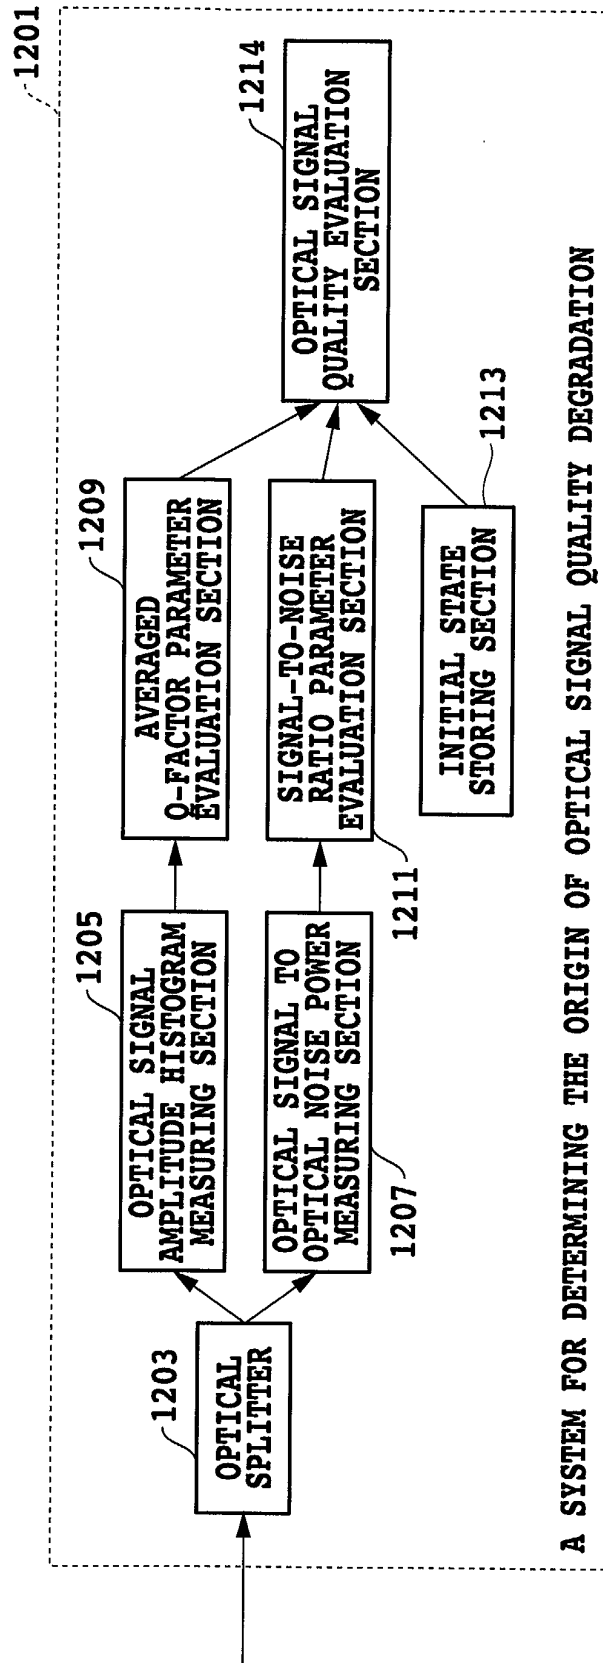 1201
1203
OPTICAL
SPLITTER
1205
OPTICAL SIGNAL
AMPLITUDE HISTOGRAM
MEASURING SECTION
OPTICAL SIGNAL TO
OPTICAL NOISE POWER
MEASURING SECTION
1207
1209
AVERAGED
Q-FACTOR PARAMETER
EVALUATION SECTION
SIGNAL-TO-NOISE
RATIO PARAMETER
EVALUATION SECTION
1211
INITIAL STATE
STORING SECTION
1213
1214
OPTICAL SIGNAL
QUALITY EVALUATION
SECTION
A SYSTEM FOR DETERMINING THE ORIGIN OF OPTICAL SIGNAL QUALITY DEGRADATION